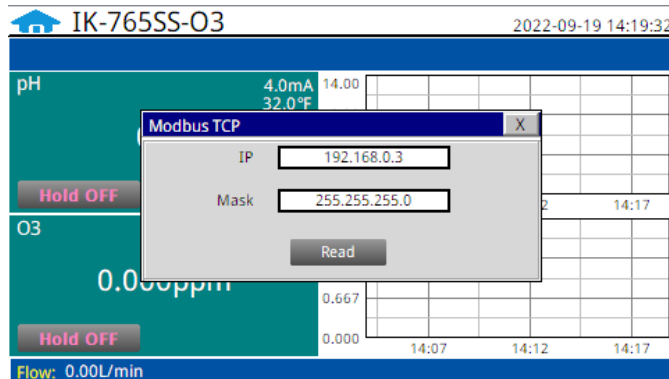 IK-765SS-O3
2022-09-19 14:19:32
pH
4.0mA
32.0°F
14.00
Modbus TCP
X
IP
192.168.0.3
Mask
255.255.255.0
Read
Hold OFF
14:17
O3
0.667
0.000
Hold OFF
14:07
14:12
14:17
Flow: 0.00L/min